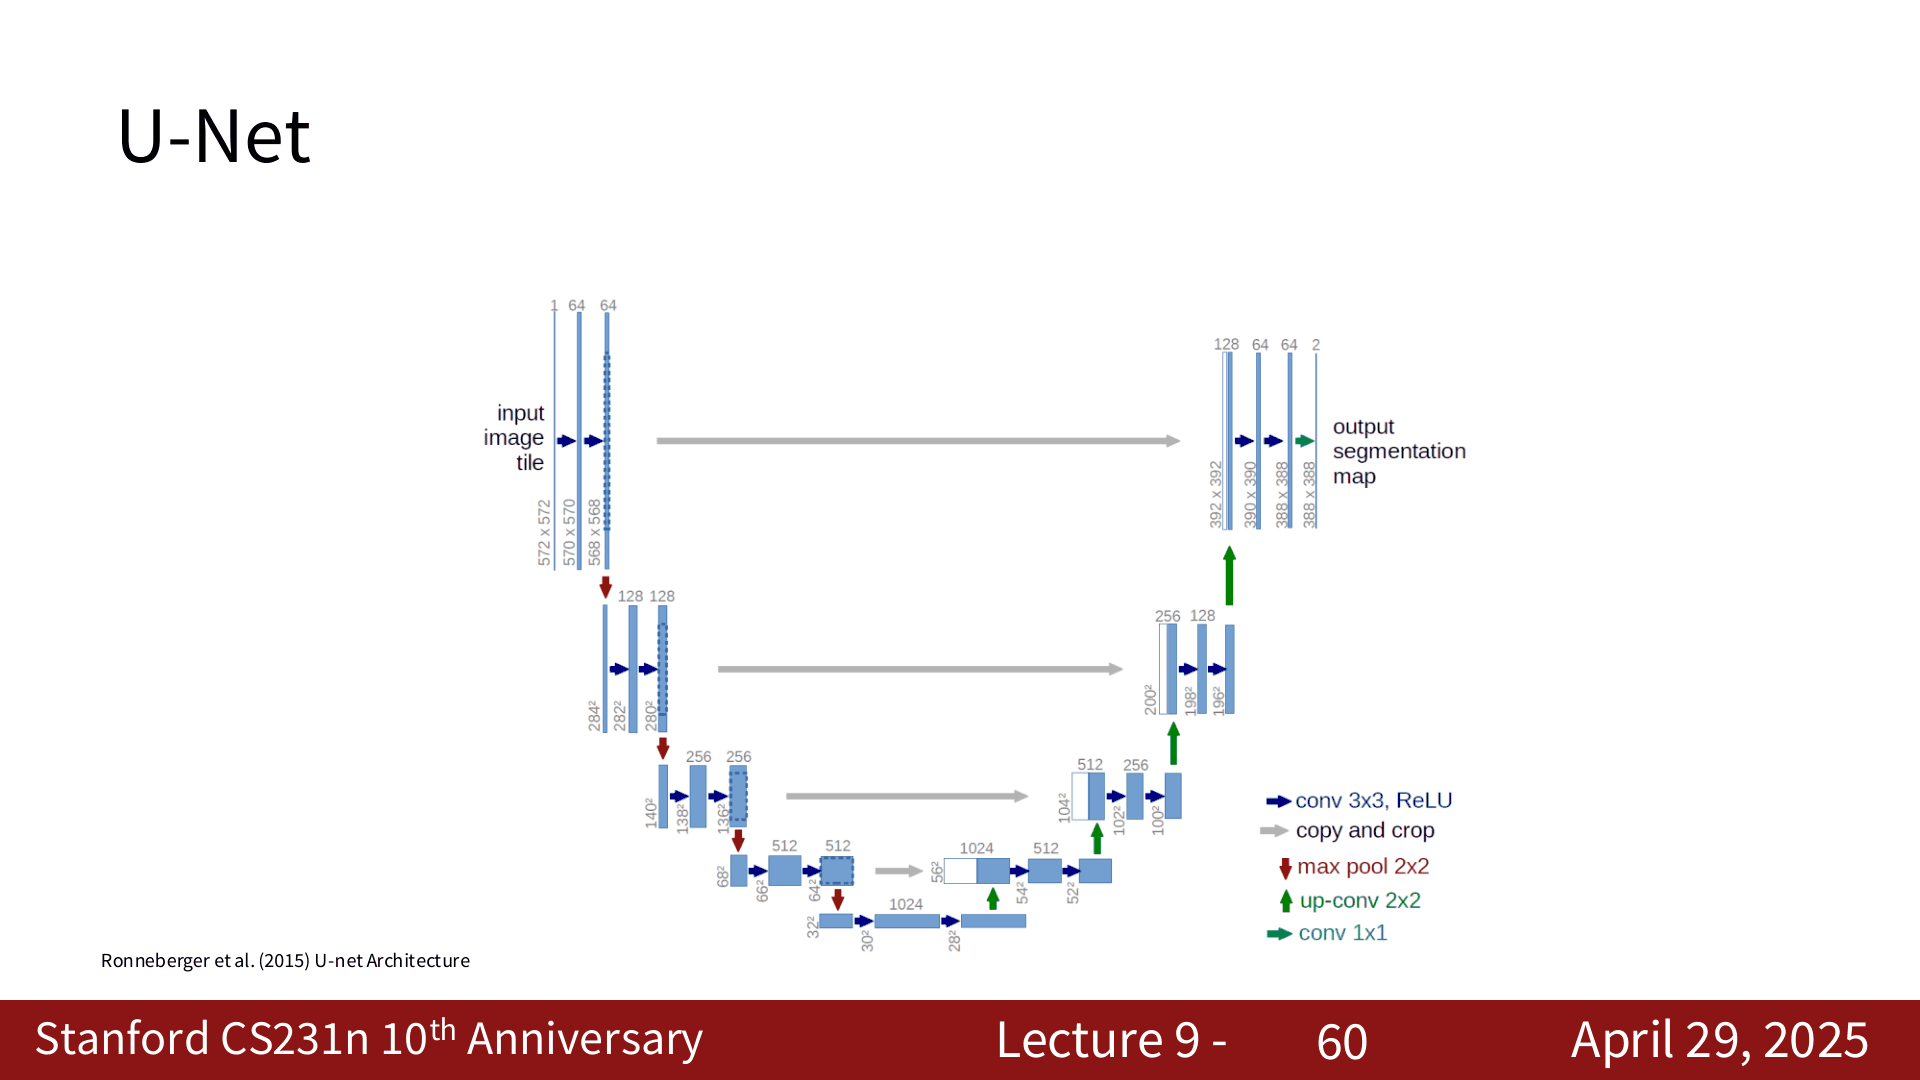 U-Net
1 64 64
input
image
tile
572 x 572
570 x 570
568 x 568
128 64 64 2
output
segmentation
map
392 x 392
390 x 390
388 x 388
388 x 388
128 128
284²
282²
280²
256 128
200²
198²
196²
256 256
140²
138²
136²
512 256
104²
102²
100²
512 512
68²
66²
64²
1024 512
56²
54²
52²
1024
32²
30²
28²
conv 3x3, ReLU
copy and crop
max pool 2x2
up-conv 2x2
conv 1x1
Ronneberger et al. (2015) U-net Architecture
Stanford CS231n 10th Anniversary
Lecture 9 - 60
April 29, 2025